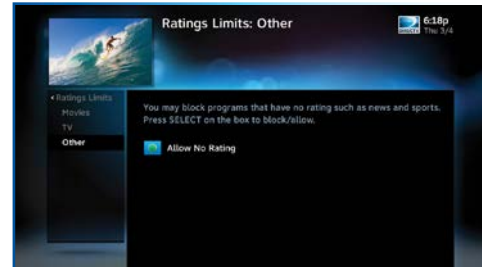 Ratings Limits: Other
DIRECTV
6:18p
Thu 3/4
Ratings Limits
Movies
TV
Other
You may block programs that have no rating such as news and sports.
Press SELECT on the box to block/allow.
Allow No Rating